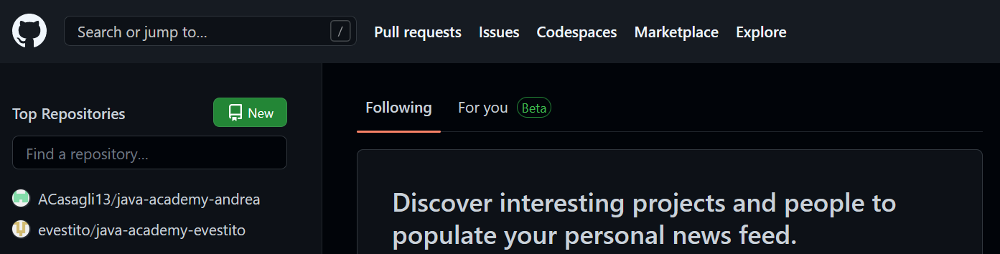 Search or jump to... /
Pull requests Issues Codespaces Marketplace Explore
Top Repositories
New
Find a repository...
ACasagli13/java-academy-andrea
evestito/java-academy-evestito
Following For you Beta
Discover interesting projects and people to
populate your personal news feed.